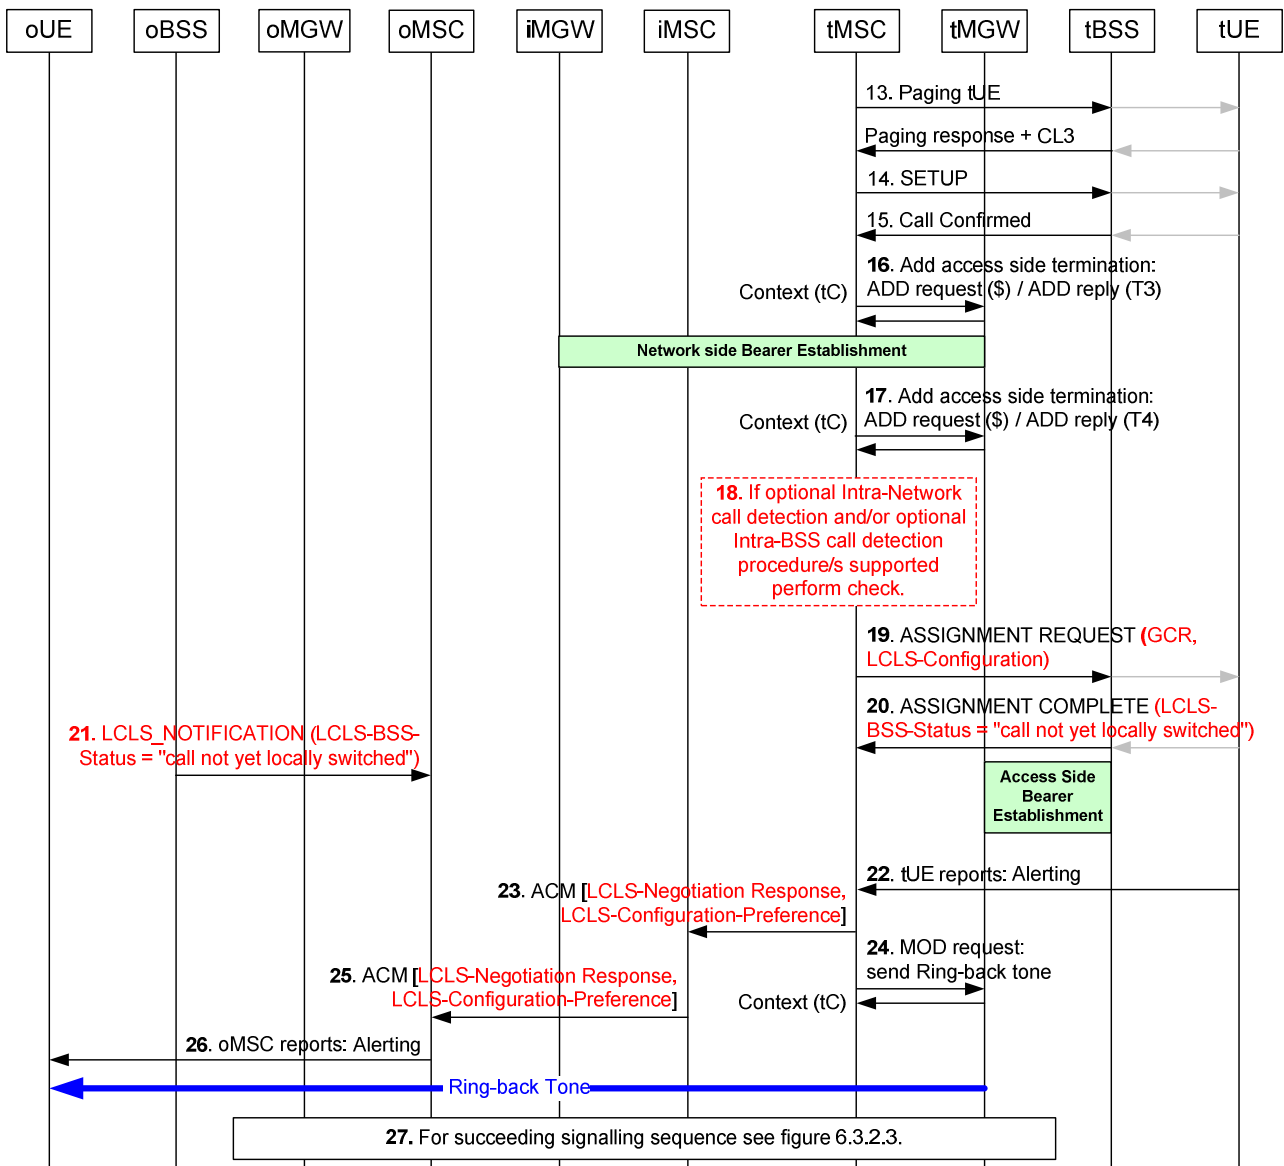 oUE oBSS oMGW oMSC iMGW iMSC tMSC tMGW tBSS tUE
13. Paging tUE
Paging response + CL3
14. SETUP
15. Call Confirmed
16. Add access side termination:
Context (tC) ADD request ($) / ADD reply (T3)
Network side Bearer Establishment
17. Add access side termination:
Context (tC) ADD request ($) / ADD reply (T4)
18. If optional Intra-Network
call detection and/or optional
Intra-BSS call detection
procedure/s supported
perform check.
19. ASSIGNMENT REQUEST (GCR,
LCLS-Configuration)
20. ASSIGNMENT COMPLETE (LCLS-
BSS-Status = "call not yet locally switched")
21. LCLS_NOTIFICATION (LCLS-BSS-
Status = "call not yet locally switched")
Access Side
Bearer
Establishment
22. tUE reports: Alerting
23. ACM [LCLS-Negotiation Response,
LCLS-Configuration-Preference]
24. MOD request:
send Ring-back tone
Context (tC)
25. ACM [LCLS-Negotiation Response,
LCLS-Configuration-Preference]
26. oMSC reports: Alerting
Ring-back Tone
27. For succeeding signalling sequence see figure 6.3.2.3.